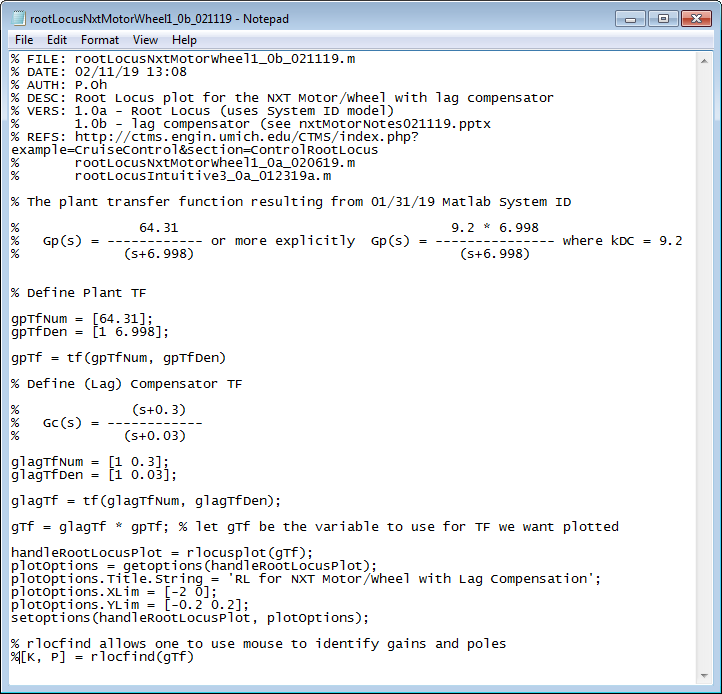 rootLocusNxtMotorWheel1_0b_021119 - Notepad
File Edit Format View Help
% FILE: rootLocusNxtMotorWheel1_0b_021119.m
% DATE: 02/11/19 13:08
% AUTH: P.Oh
% DESC: Root Locus plot for the NXT Motor/Wheel with lag compensator
% VERS: 1.0a - Root Locus (uses System ID model)
%       1.0b - lag compensator (see nxtMotorNotes021119.pptx
% REFS: http://ctms.engin.umich.edu/CTMS/index.php?
example=CruiseControl&section=ControlRootLocus
%       rootLocusNxtMotorWheel1_0a_020619.m
%       rootLocusIntuitive3_0a_012319a.m
% The plant transfer function resulting from 01/31/19 Matlab System ID
%               64.31                                  9.2 * 6.998
%   Gp(s) = ------------ or more explicitly  Gp(s) = --------------- where kDC = 9.2
%             (s+6.998)                                 (s+6.998)
% Define Plant TF
gpTfNum = [64.31];
gpTfDen = [1 6.998];
gpTf = tf(gpTfNum, gpTfDen)
% Define (Lag) Compensator TF
%              (s+0.3)
%   Gc(s) = ------------
%             (s+0.03)
glagTfNum = [1 0.3];
glagTfDen = [1 0.03];
glagTf = tf(glagTfNum, glagTfDen);
gTf = glagTf * gpTf; % let gTf be the variable to use for TF we want plotted
handleRootLocusPlot = rlocusplot(gTf);
plotOptions = getoptions(handleRootLocusPlot);
plotOptions.Title.String = 'RL for NXT Motor/Wheel with Lag Compensation';
plotOptions.XLim = [-2 0];
plotOptions.YLim = [-0.2 0.2];
setoptions(handleRootLocusPlot, plotOptions);
% rlocfind allows one to use mouse to identify gains and poles
%[K, P] = rlocfind(gTf)